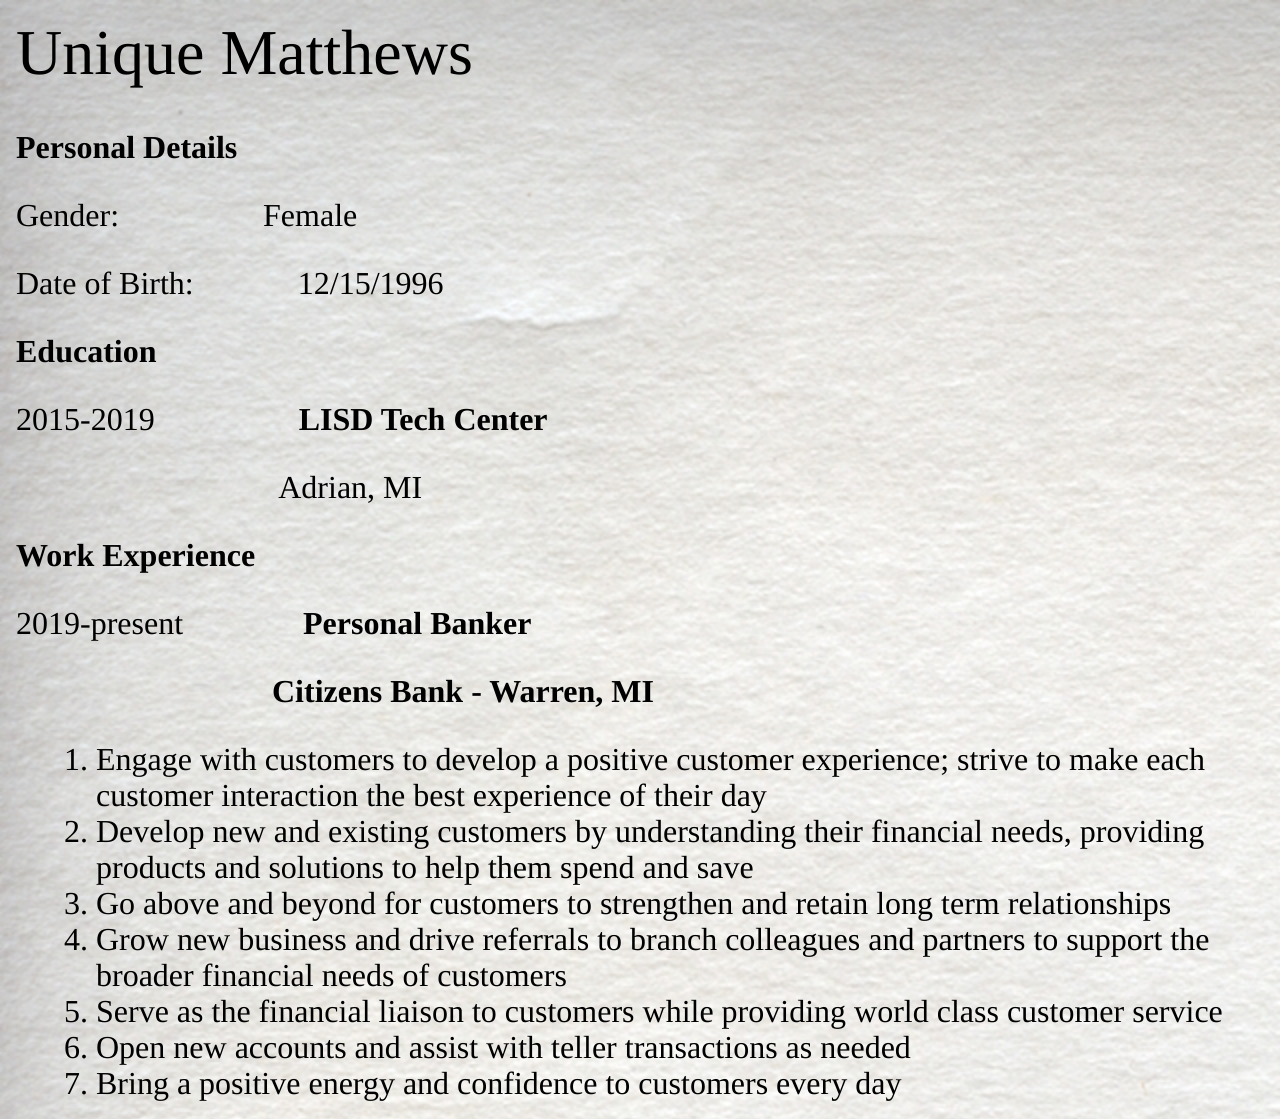 Unique Matthews
Personal Details
Gender: Female
Date of Birth: 12/15/1996
Education
2015-2019 LISD Tech Center
Adrian, MI
Work Experience
2019-present Personal Banker
Citizens Bank - Warren, MI
1. Engage with customers to develop a positive customer experience; strive to make each
customer interaction the best experience of their day
2. Develop new and existing customers by understanding their financial needs, providing
products and solutions to help them spend and save
3. Go above and beyond for customers to strengthen and retain long term relationships
4. Grow new business and drive referrals to branch colleagues and partners to support the
broader financial needs of customers
5. Serve as the financial liaison to customers while providing world class customer service
6. Open new accounts and assist with teller transactions as needed
7. Bring a positive energy and confidence to customers every day